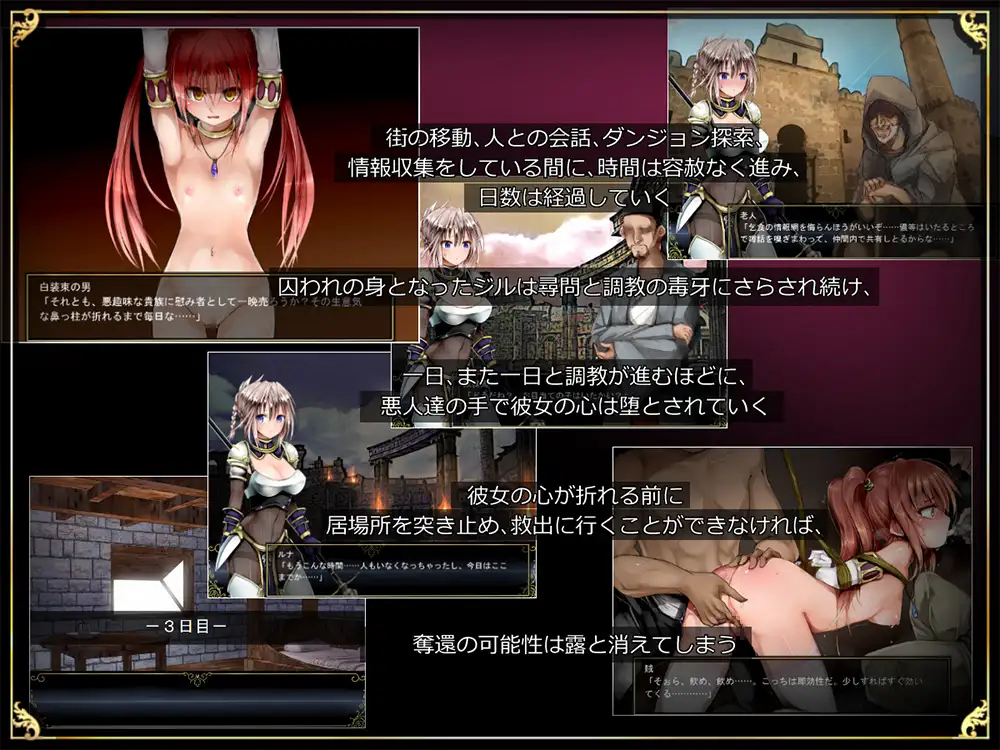 街の移動、人との会話、ダンジョン探索、
情報収集をしている間に、時間は容赦なく進み、
日数は経過していく
老人
「乞食の情報網を侮らんほうがいいぞ……儂等はいたるところ
で噂話を嗅ぎまわって、仲間内で共有しとるからな……」
白装束の男
「それとも、悪趣味な貴族に慰み者として一晩売ろうか？その生意気
な鼻っ柱が折れるまで毎日な……」
囚われの身となったジルは尋問と調教の毒牙にさらされ続け、
一日、また一日と調教が進むほどに、
悪人達の手で彼女の心は堕とされていく
彼女の心が折れる前に
居場所を突き止め、救出に行くことができなければ、
ルナ
「もうこんな時間……人もいなくなっちゃったし、今日はここ
までか……」
－３日目－
奪還の可能性は露と消えてしまう
賊
「そぉら、飲め、飲め……。こっちは即効性だ。少しすればすぐ効い
てくる…………」